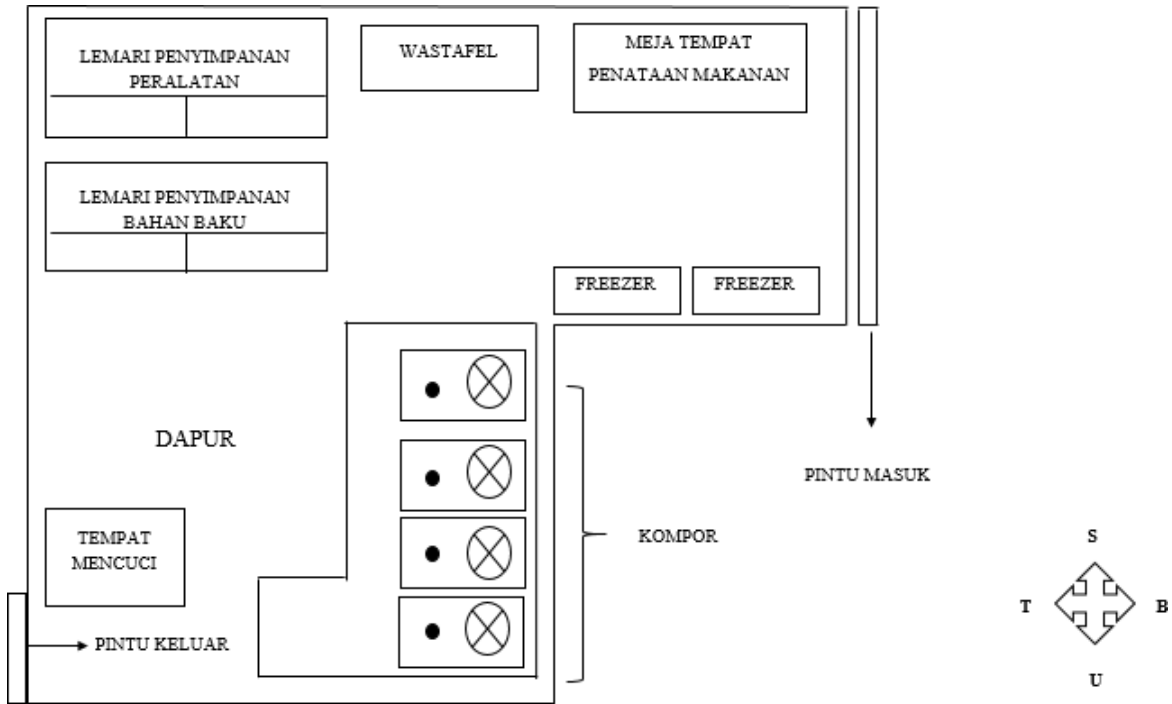 LEMARI PENYIMPANAN
PERALATAN
WASTAFEL
MEJA TEMPAT
PENATAAN MAKANAN
LEMARI PENYIMPANAN
BAHAN BAKU
FREEZER
FREEZER
DAPUR
PINTU MASUK
TEMPAT
MENCUCI
KOMPOR
PINTU KELUAR
S
T
B
U